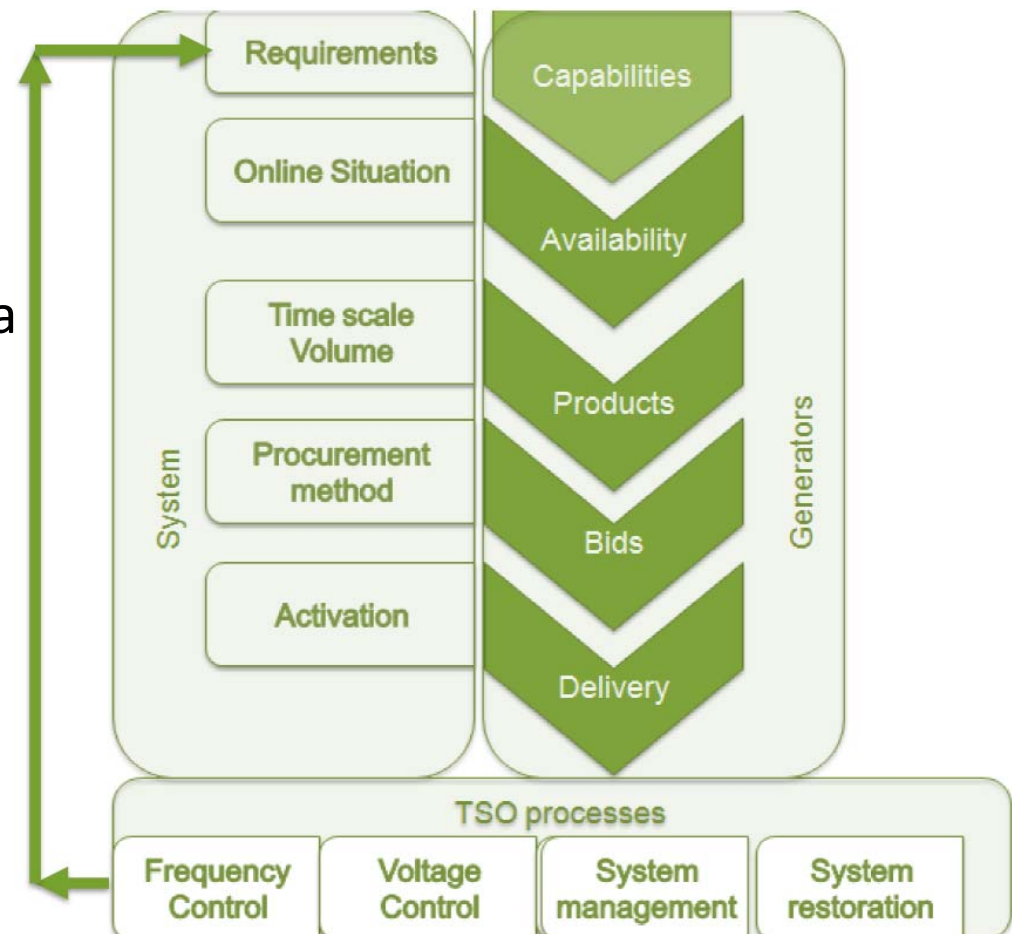 Requirements
Capabilities
Online Situation
Availability
a
Time scale
Volume
Products
Procurement
method
Bids
System
Generators
Activation
Delivery
TSO processes
Frequency
Control
Voltage
Control
System
management
System
restoration